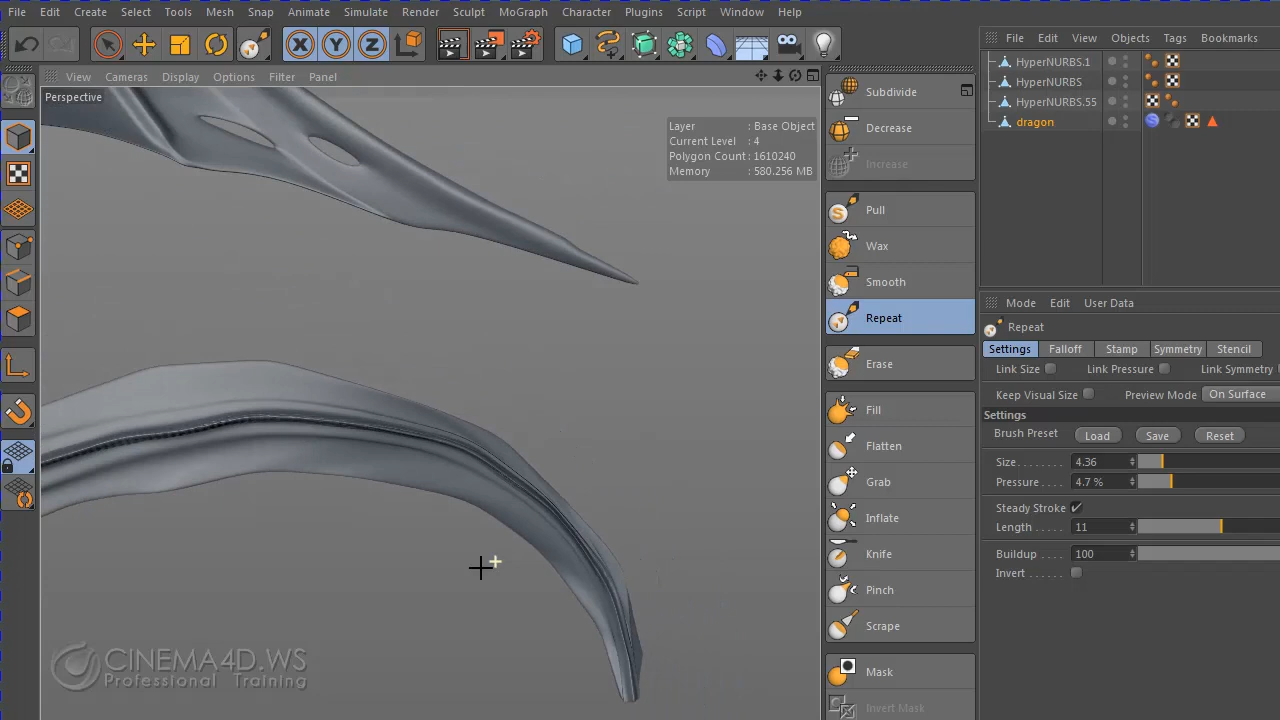 File Edit Create Select Tools Mesh Snap Animate Simulate Render Sculpt MoGraph Character Plugins Script Window Help
X Y Z
View Cameras Display Options Filter Panel
Perspective
Layer : Base Object
Current Level : 4
Polygon Count : 1610240
Memory : 580.256 MB
CINEMA4D.WS
Professional Training
Subdivide
Decrease
Increase
Pull
Wax
Smooth
Repeat
Erase
Fill
Flatten
Grab
Inflate
Knife
Pinch
Scrape
Mask
Invert Mask
File Edit View Objects Tags Bookmarks
HyperNURBS.1
HyperNURBS
HyperNURBS.55
dragon
Mode Edit User Data
Repeat
Settings Falloff Stamp Symmetry Stencil
Link Size Link Pressure Link Symmetry
Keep Visual Size Preview Mode On Surface
Settings
Brush Preset Load Save Reset
Size . . . . . . . . 4.36
Pressure . . . . 4.7 %
Steady Stroke
Length . . . . . 11
Buildup . . . . 100
Invert . . . . . .